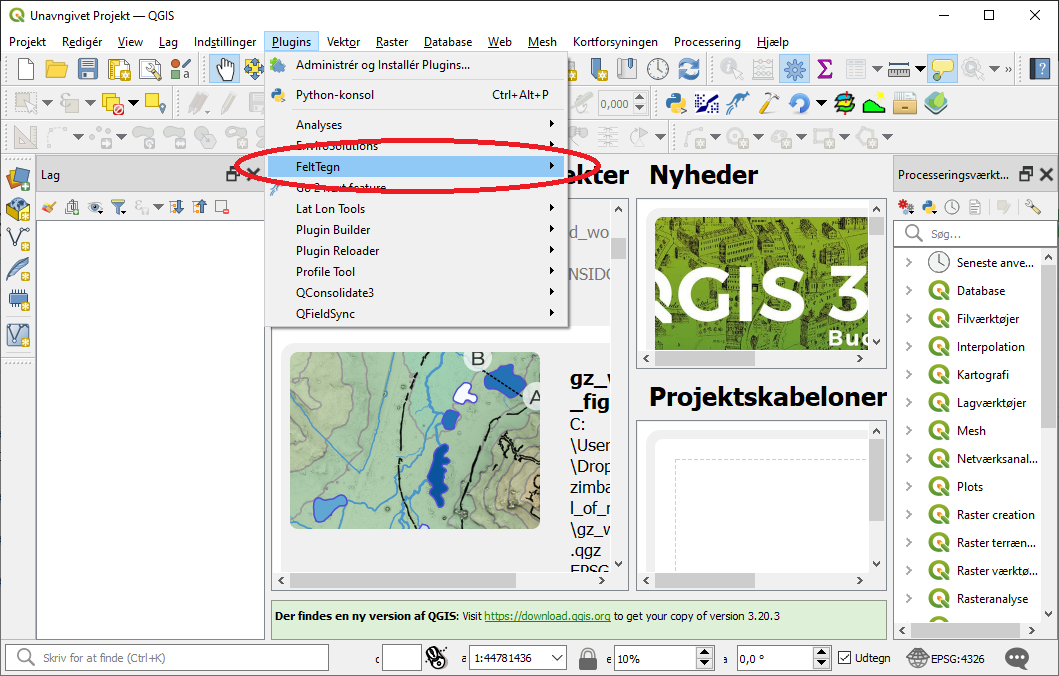 Unavngivet Projekt — QGIS
Projekt Redigér View Lag Indstillinger Plugins Vektor Raster Database Web Mesh Kortforsyningen Processering Hjælp
Administrér og Installér Plugins...
Python-konsol Ctrl+Alt+P
0,000
Analyses
EnviroSolutions
FeltTegn
Go 2 next feature
Lat Lon Tools
Plugin Builder
Plugin Reloader
Profile Tool
QConsolidate3
QFieldSync
Lag
kter
Nyheder
d_wo
NSIDC
QGIS 3
B
A
gz_v
_fig
C:
\User
\Drop
zimba
l_of_r
\gz_w
.qgz
EPSG
Projektskabeloner
Processeringsværkt...
Søg...
Seneste anve...
Database
Filværktøjer
Interpolation
Kartografi
Lagværktøjer
Mesh
Netværksanal...
Plots
Raster creation
Raster terræn...
Raster værktø...
Rasteranalyse
Der findes en ny version af QGIS: Visit https://download.qgis.org to get your copy of version 3.20.3
Skriv for at finde (Ctrl+K)
1:44781436
10%
0,0 °
Udtegn
EPSG:4326